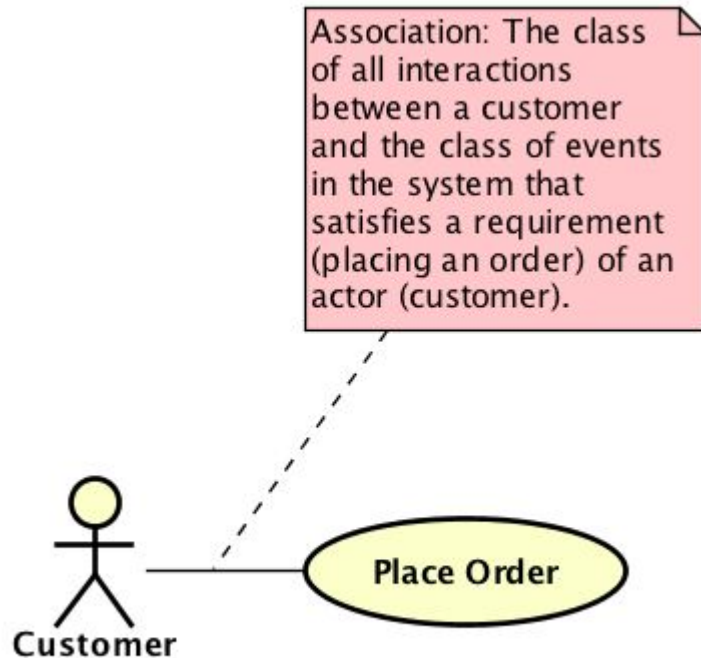 Association: The class
of all interactions
between a customer
and the class of events
in the system that
satisfies a requirement
(placing an order) of an
actor (customer).
Place Order
Customer